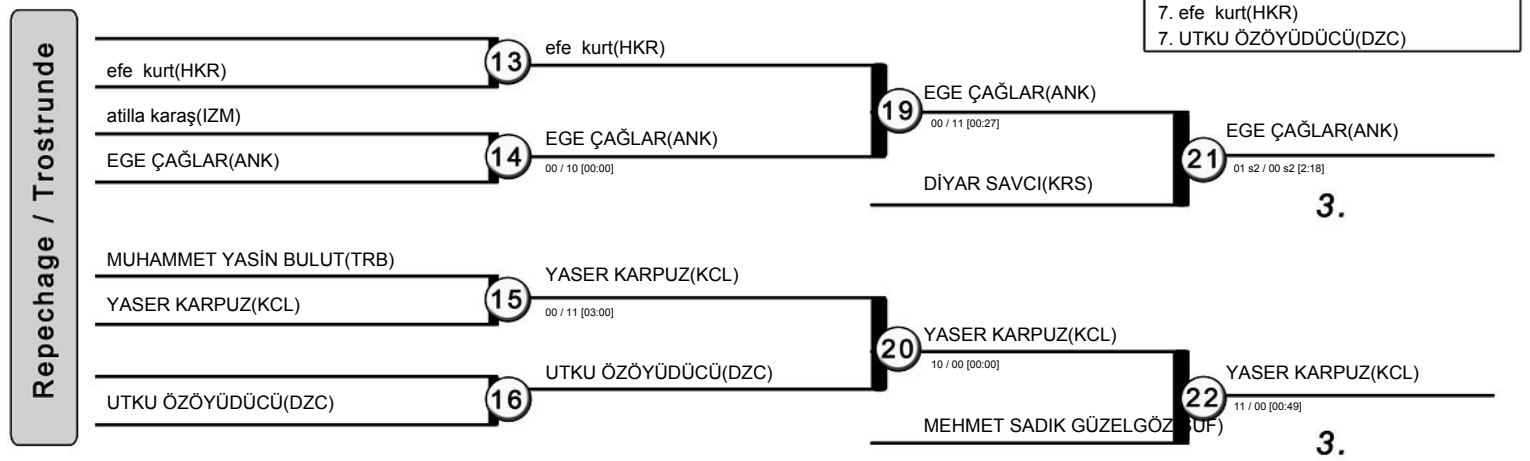 7. efe kurt(HKR)
7. UTKU ÖZÖYÜDÜCÜ(DZC)
Repechage / Trostrunde
efe kurt(HKR)
13
efe kurt(HKR)
atilla karaş(IZM)
EGE ÇAĞLAR(ANK)
14
EGE ÇAĞLAR(ANK)
00 / 10 [00:00]
19
EGE ÇAĞLAR(ANK)
00 / 11 [00:27]
DİYAR SAVCI(KRS)
21
EGE ÇAĞLAR(ANK)
01 s2 / 00 s2 [2:18]
3.
MUHAMMET YASİN BULUT(TRB)
YASER KARPUZ(KCL)
15
YASER KARPUZ(KCL)
00 / 11 [03:00]
UTKU ÖZÖYÜDÜCÜ(DZC)
16
UTKU ÖZÖYÜDÜCÜ(DZC)
20
YASER KARPUZ(KCL)
10 / 00 [00:00]
MEHMET SADIK GÜZELGÖZ
22
YASER KARPUZ(KCL)
11 / 00 [00:49]
3.